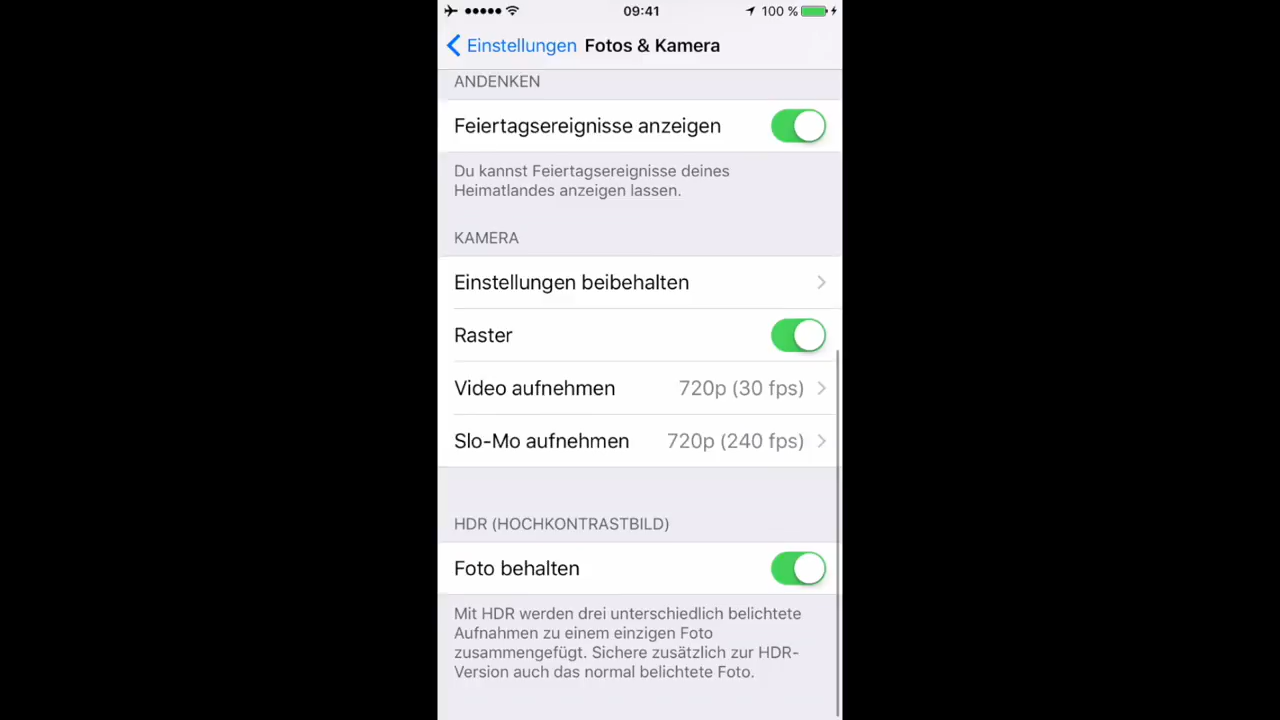 09:41
100 %
Einstellungen Fotos & Kamera
ANDENKEN
Feiertagsereignisse anzeigen
Du kannst Feiertagsereignisse deines
Heimatlandes anzeigen lassen.
KAMERA
Einstellungen beibehalten
Raster
Video aufnehmen 720p (30 fps)
Slo-Mo aufnehmen 720p (240 fps)
HDR (HOCHKONTRASTBILD)
Foto behalten
Mit HDR werden drei unterschiedlich belichtete
Aufnahmen zu einem einzigen Foto
zusammengefügt. Sichere zusätzlich zur HDR-
Version auch das normal belichtete Foto.